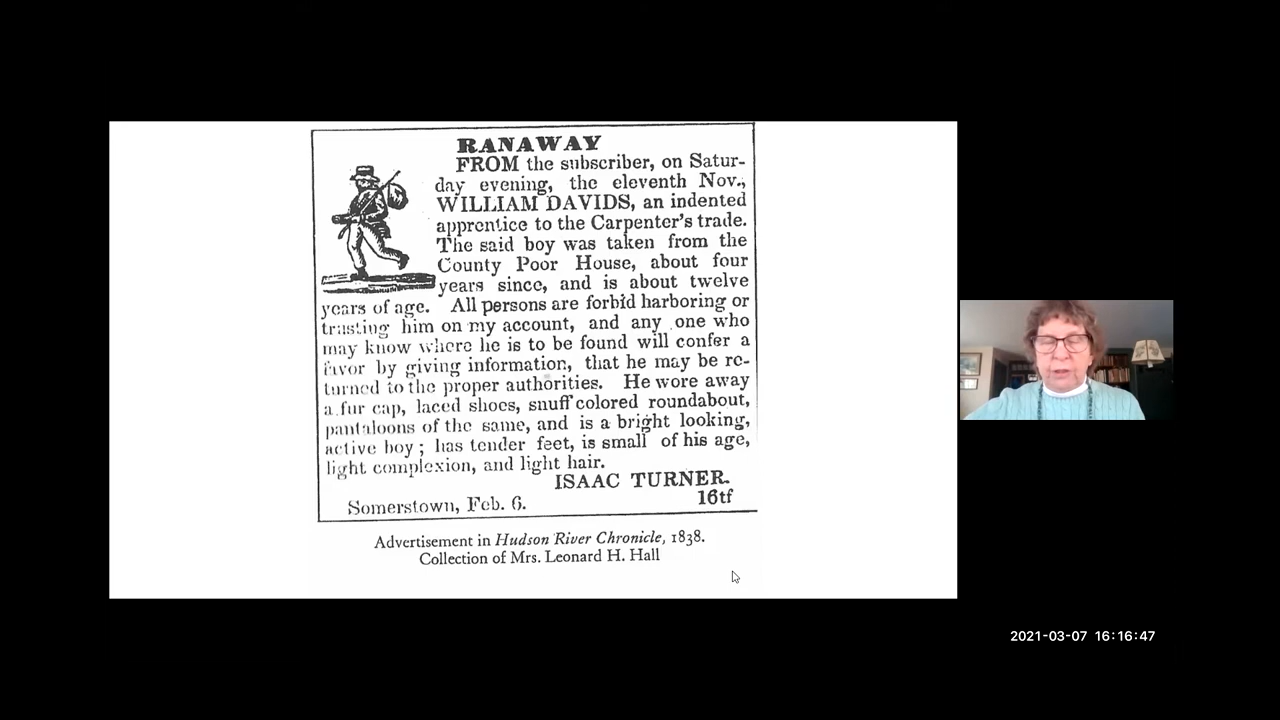 RANAWAY
FROM the subscriber, on Satur-
day evening, the eleventh Nov.,
WILLIAM DAVIDS, an indented
apprentice to the Carpenter's trade.
The said boy was taken from the
County Poor House, about four
years since, and is about twelve
years of age. All persons are forbid harboring or
trusting him on my account, and any one who
may know where he is to be found will confer a
favor by giving information, that he may be re-
turned to the proper authorities. He wore away
a fur cap, laced shoes, snuff colored roundabout,
pantaloons of the same, and is a bright looking,
active boy; has tender feet, is small of his age,
light complexion, and light hair.
ISAAC TURNER.
Somerstown, Feb. 6. 16tf
Advertisement in Hudson River Chronicle, 1838.
Collection of Mrs. Leonard H. Hall
2021-03-07 16:16:47